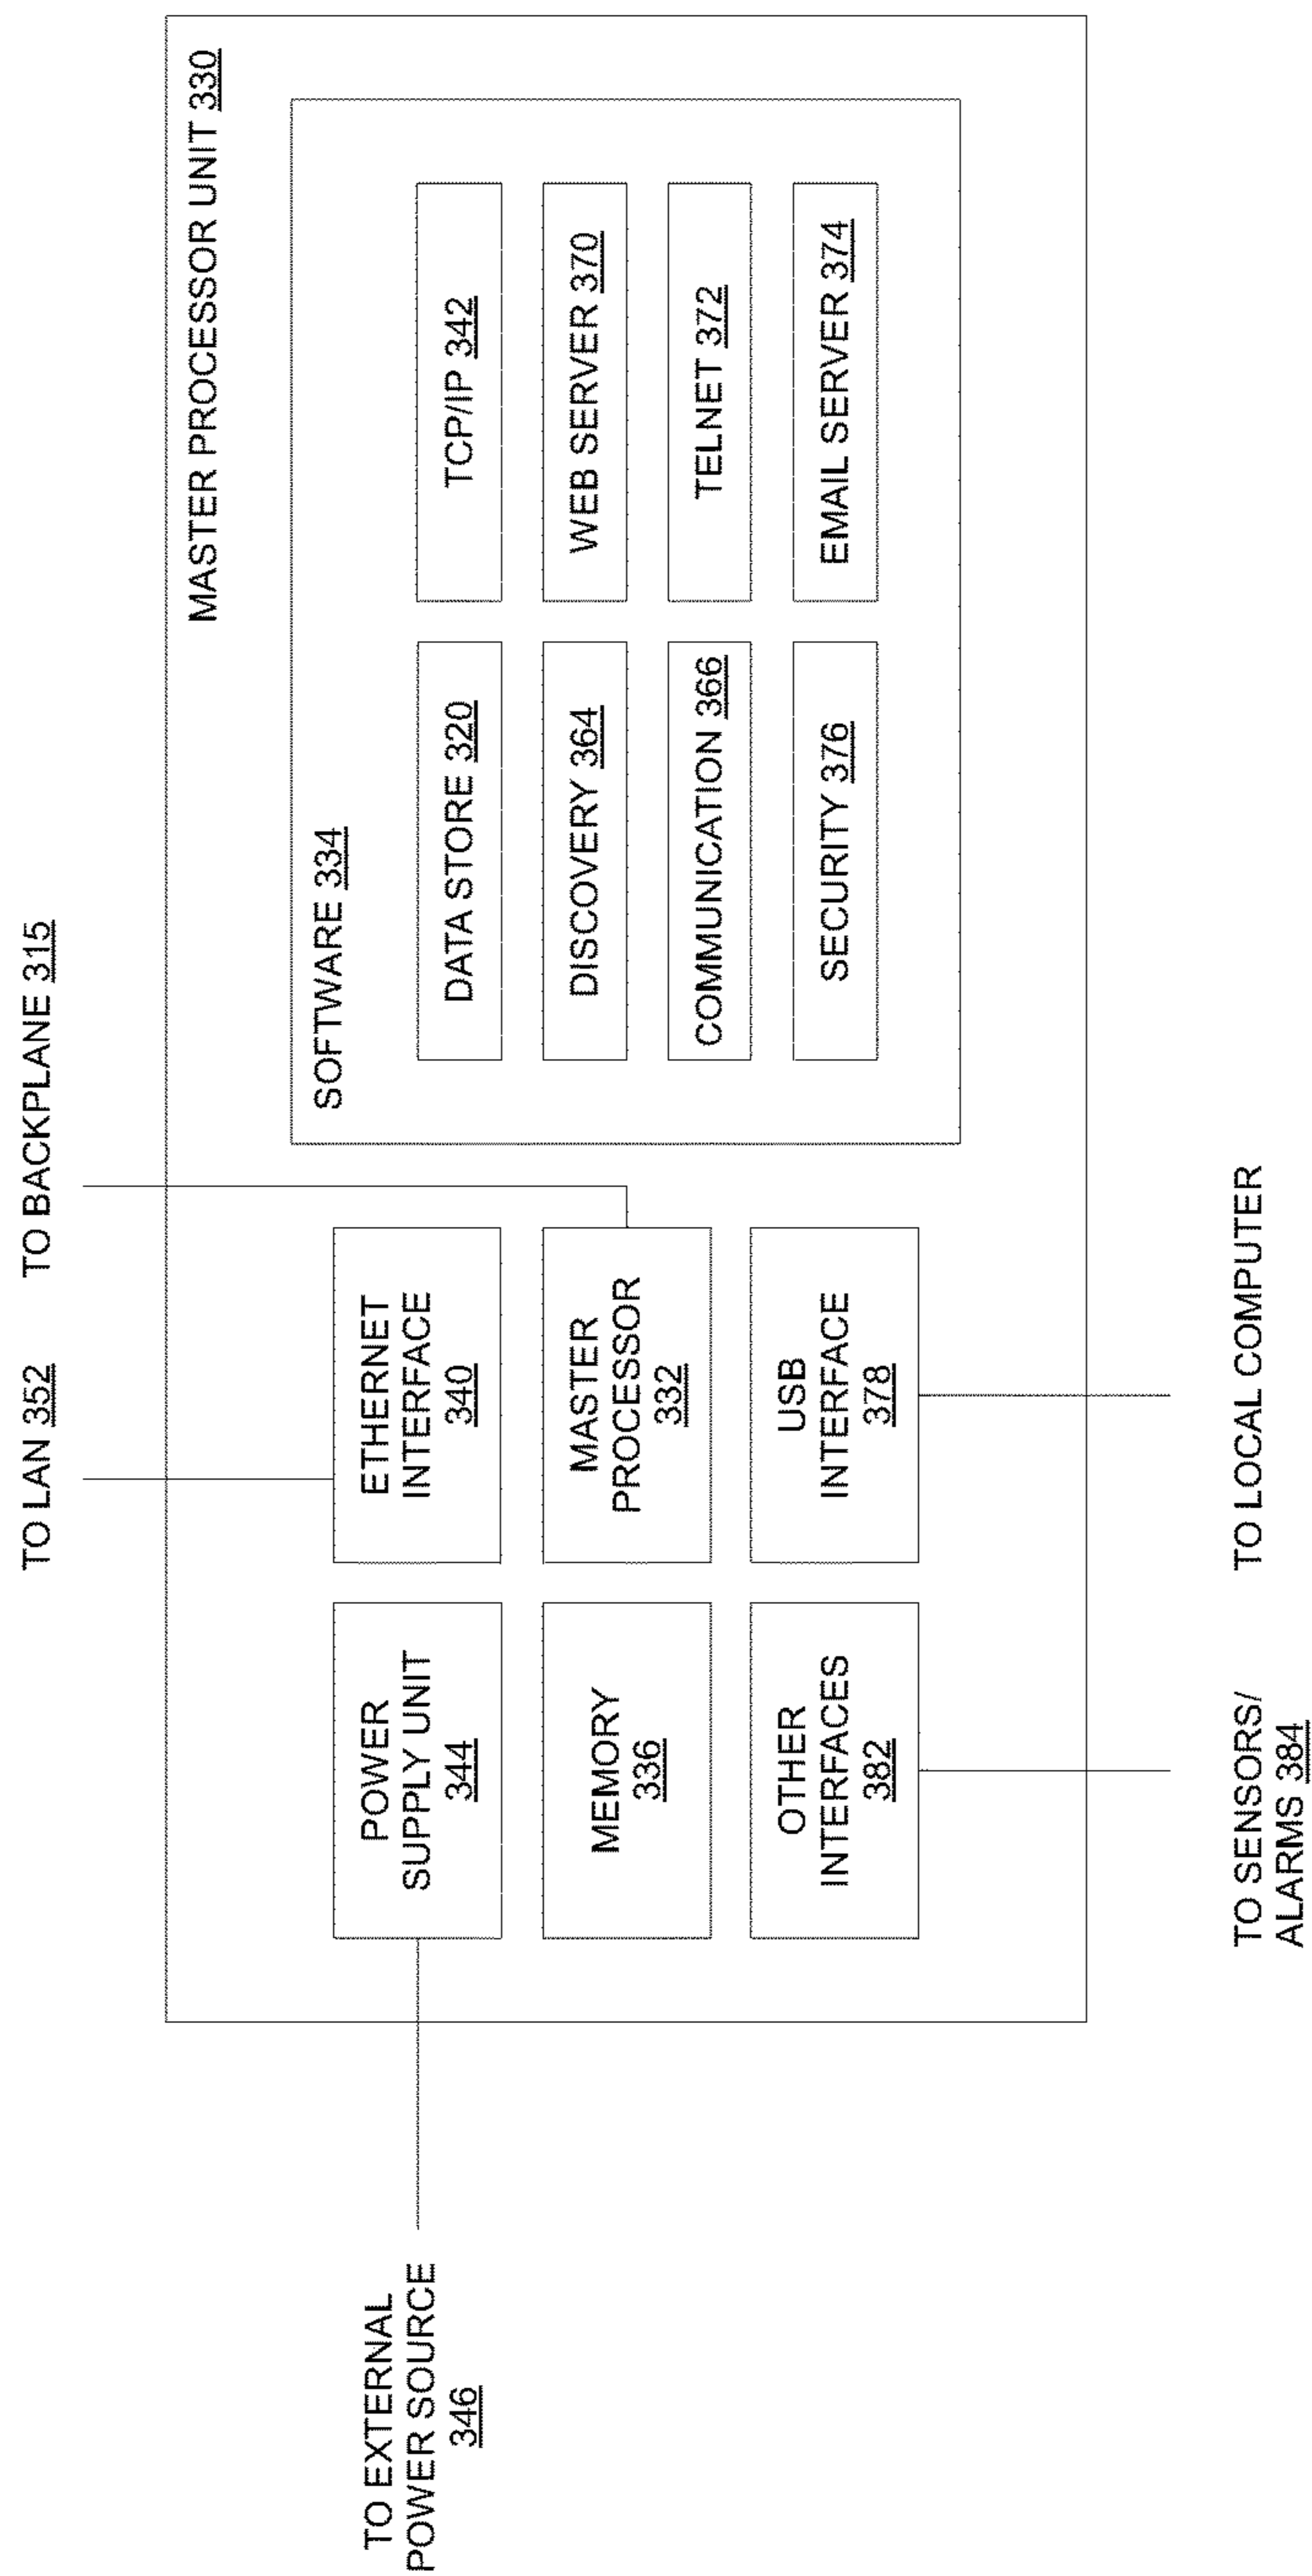 TO LAN 352
TO BACKPLANE 315
MASTER PROCESSOR UNIT 330
TO EXTERNAL
POWER SOURCE
346
POWER
SUPPLY UNIT
344
ETHERNET
INTERFACE
340
MEMORY
336
MASTER
PROCESSOR
332
OTHER
INTERFACES
382
USB
INTERFACE
378
SOFTWARE 334
DATA STORE 320
TCP/IP 342
DISCOVERY 364
WEB SERVER 370
COMMUNICATION 366
TELNET 372
SECURITY 376
EMAIL SERVER 374
TO SENSORS/
ALARMS 384
TO LOCAL COMPUTER